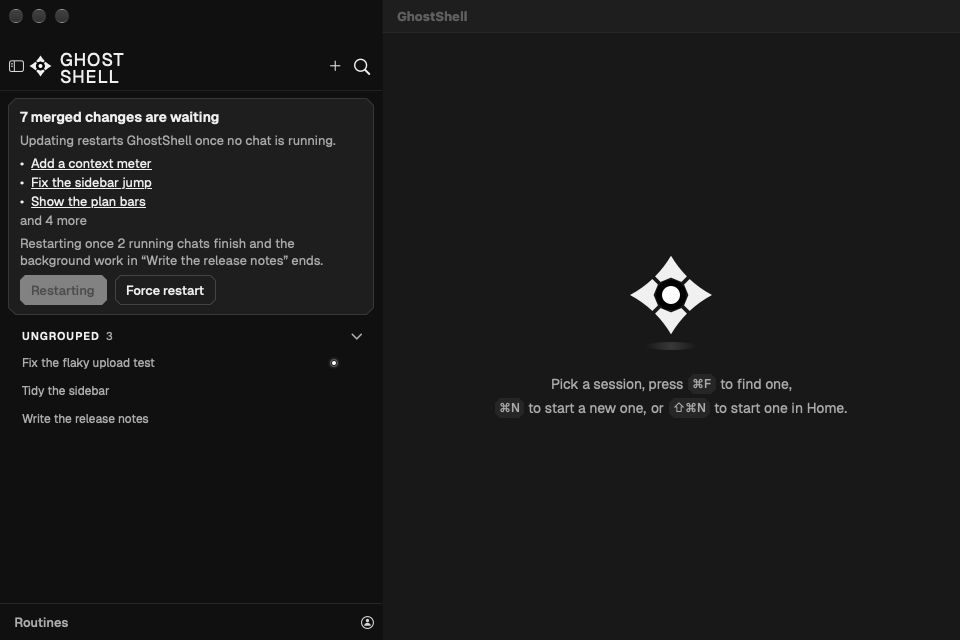 GhostShell
GHOST
SHELL
7 merged changes are waiting
Updating restarts GhostShell once no chat is running.
• Add a context meter
• Fix the sidebar jump
• Show the plan bars
and 4 more
Restarting once 2 running chats finish and the
background work in “Write the release notes” ends.
Restarting Force restart
UNGROUPED 3
Fix the flaky upload test
Tidy the sidebar
Write the release notes
Pick a session, press ⌘F to find one,
⌘N to start a new one, or ⇧⌘N to start one in Home.
Routines